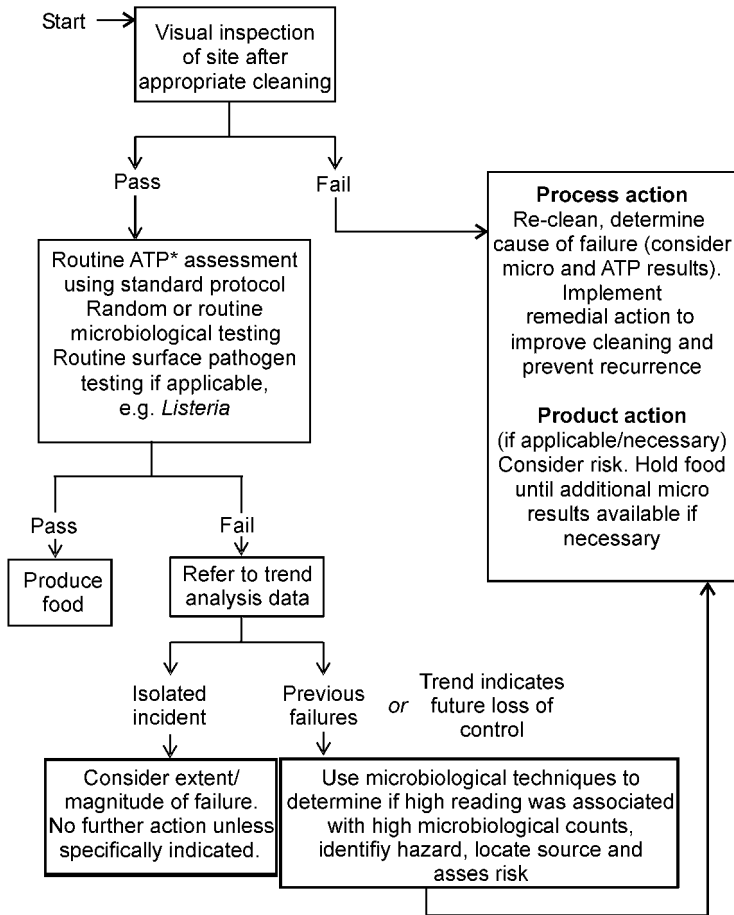 Start
Visual inspection
of site after
appropriate cleaning
Pass
Fail
Routine ATP* assessment
using standard protocol
Random or routine
microbiological testing
Routine surface pathogen
testing if applicable,
e.g. Listeria
Process action
Re-clean, determine
cause of failure (consider
micro and ATP results).
Implement
remedial action to
improve cleaning and
prevent recurrence
Product action
(if applicable/necessary)
Consider risk. Hold food
until additional micro
results available if
necessary
Pass
Fail
Produce
food
Refer to trend
analysis data
Isolated
incident
Previous
failures
or
Trend indicates
future loss of
control
Consider extent/
magnitude of failure.
No further action unless
specifically indicated.
Use microbiological techniques to
determine if high reading was associated
with high microbiological counts,
identifiy hazard, locate source and
asses risk